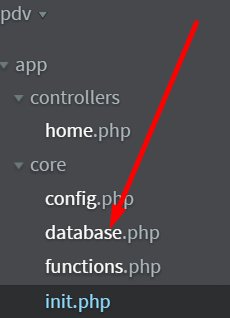 pdv
app
controllers
home.php
core
config.php
database.php
functions.php
init.php